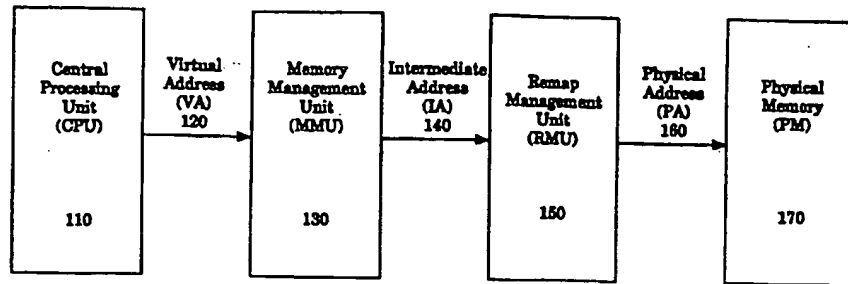 Central
Processing
Unit
(CPU)
110
Virtual
Address
(VA)
120
Memory
Management
Unit
(MMU)
130
Intermediate
Address
(IA)
140
Remap
Management
Unit
(RMU)
150
Physical
Address
(PA)
160
Physical
Memory
(PM)
170